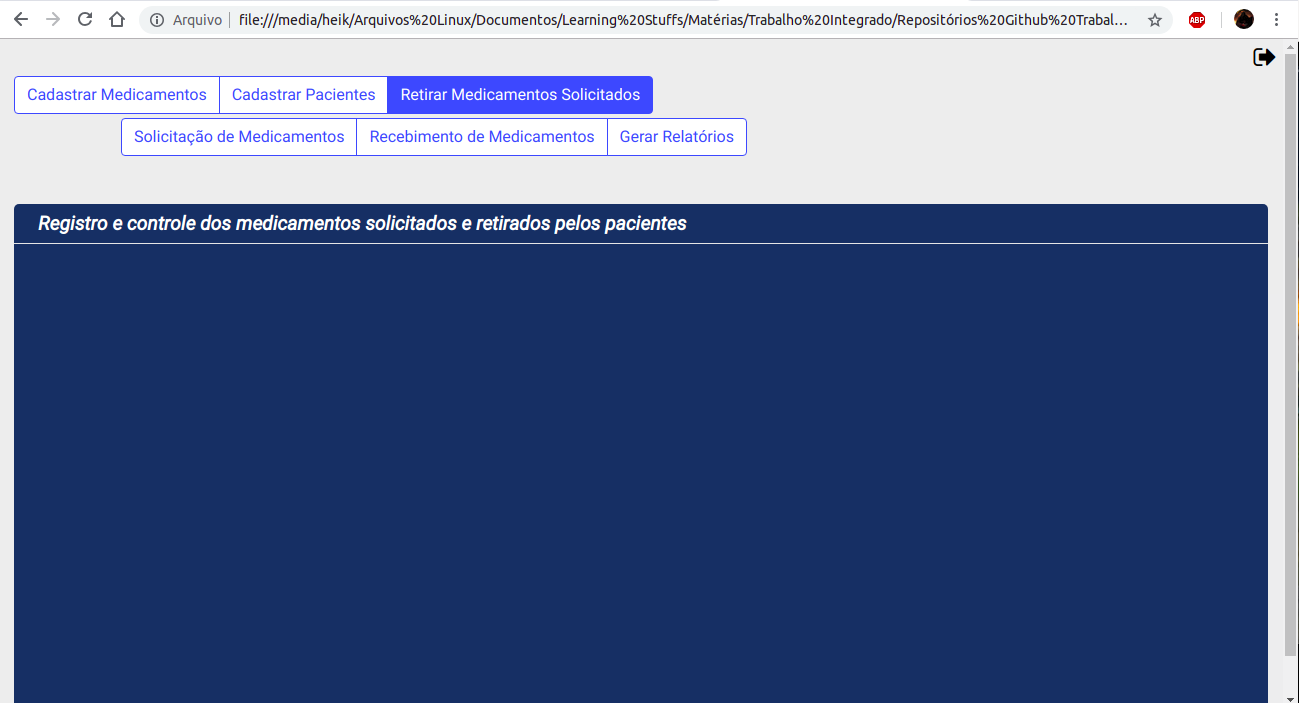 Arquivo file:///media/heik/Arquivos%20Linux/Documentos/Learning%20Stuffs/Matérias/Trabalho%20Integrado/Repositórios%20Github%20Trabal... ABP
Cadastrar Medicamentos Cadastrar Pacientes Retirar Medicamentos Solicitados
Solicitação de Medicamentos Recebimento de Medicamentos Gerar Relatórios
Registro e controle dos medicamentos solicitados e retirados pelos pacientes